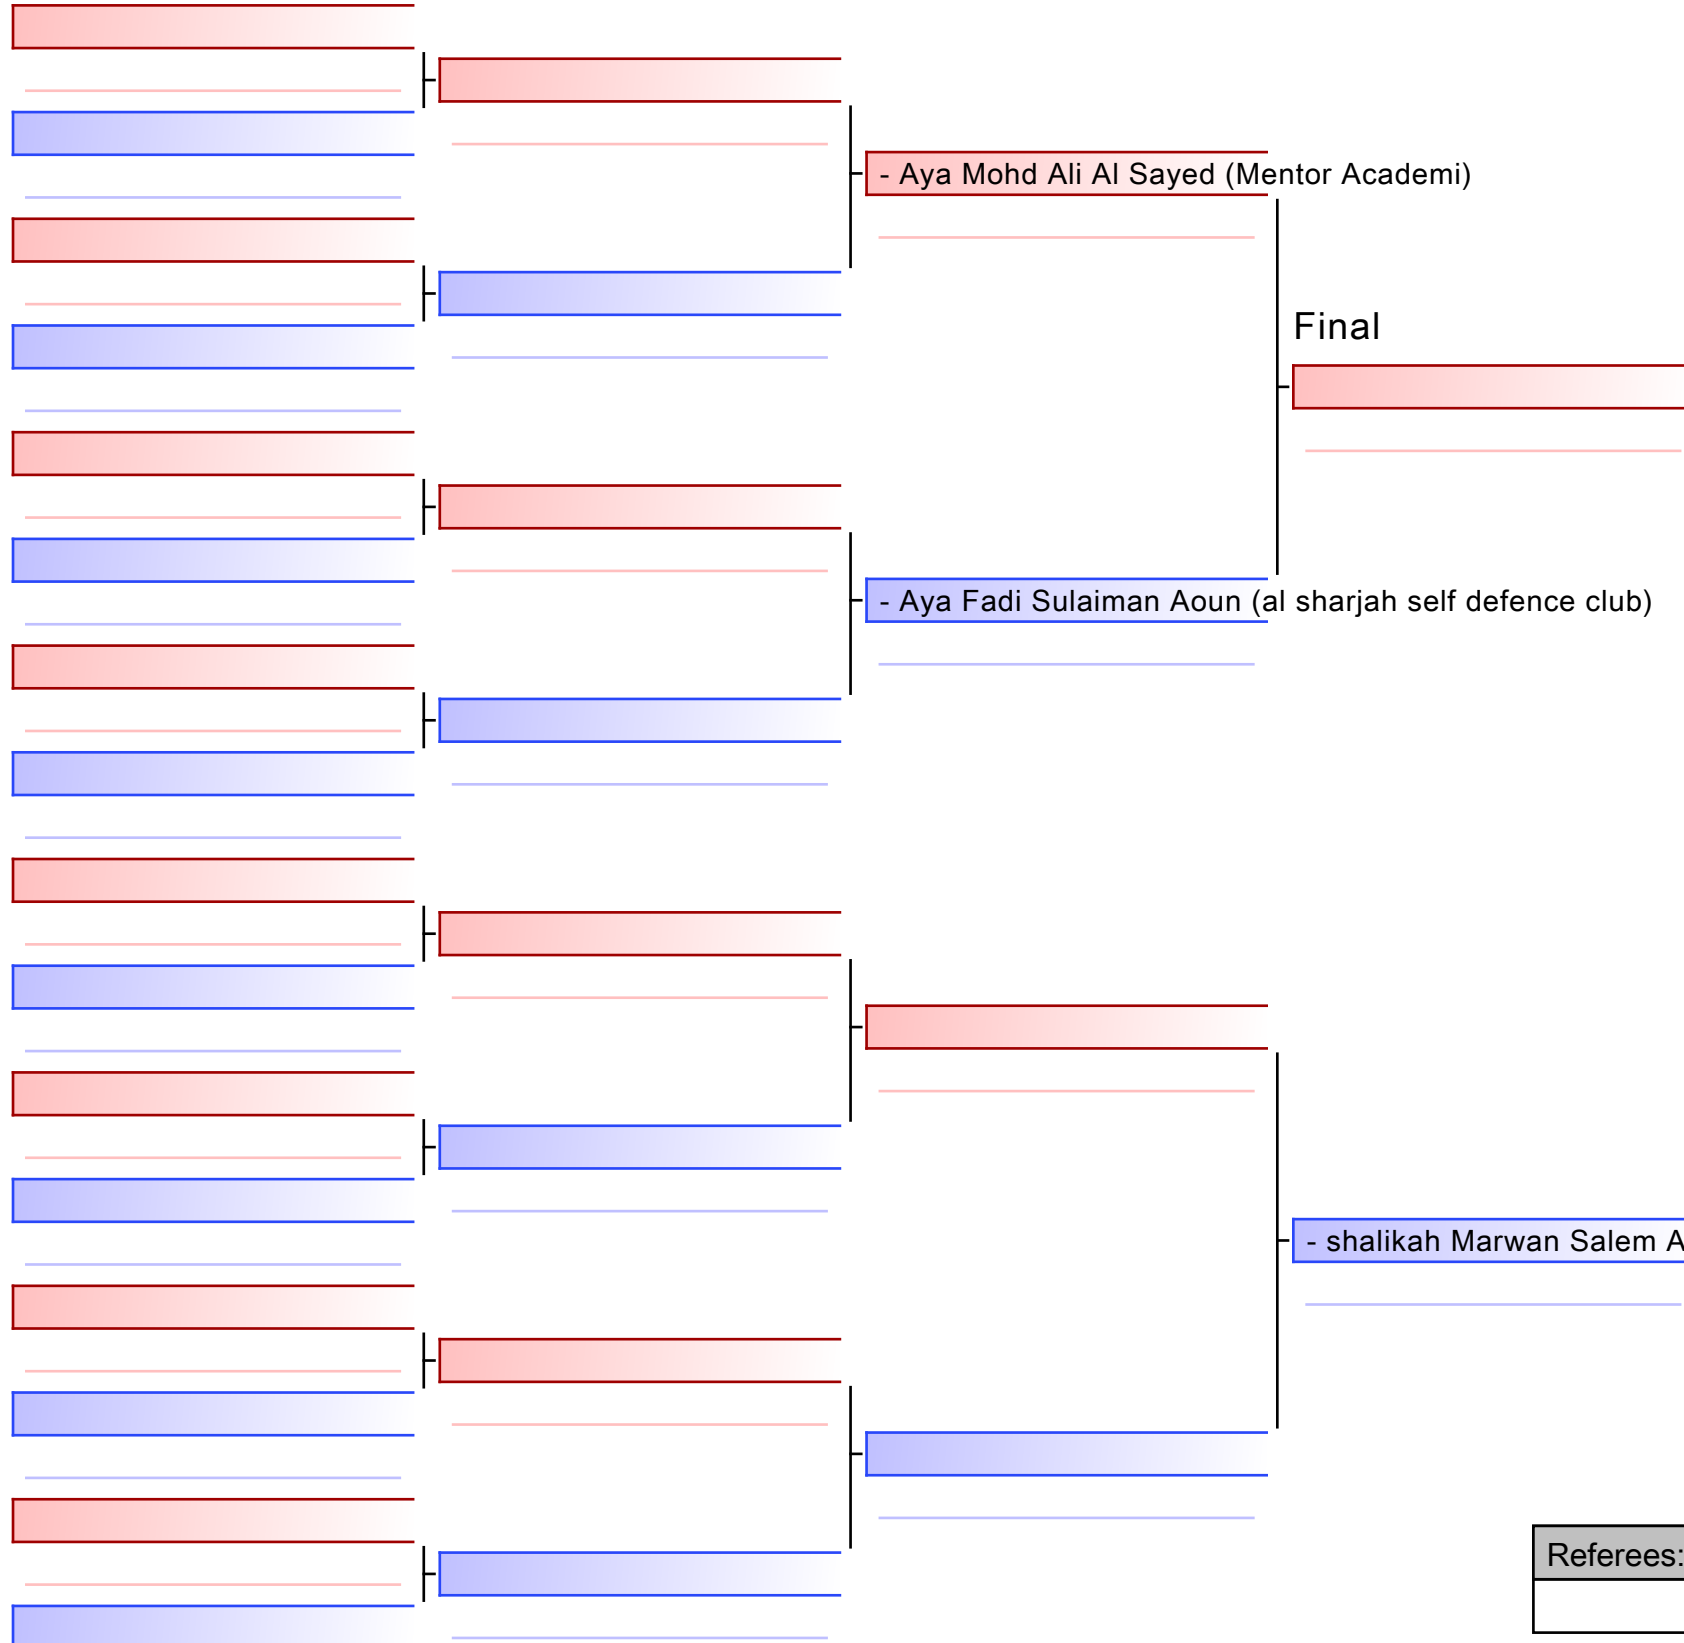 - Aya Mohd Ali Al Sayed (Mentor Academi)
Final
- Aya Fadi Sulaiman Aoun (al sharjah self defence club)
- shalikah Marwan Salem A
Referees: